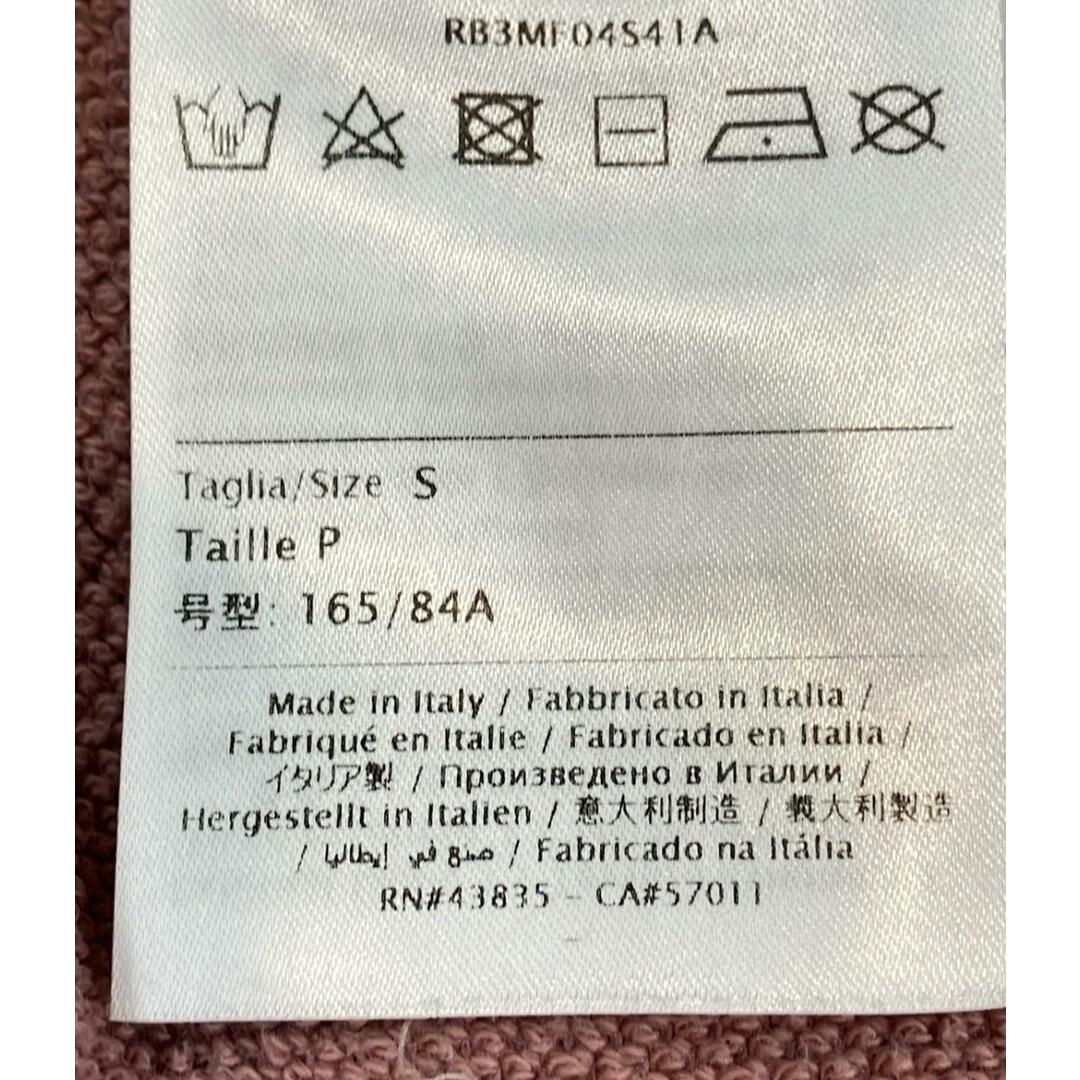 RB3MF04S41A
Taglia/Size S
Taille P
号型: 165/84A
Made in Italy / Fabbricato in Italia /
Fabriqué en Italie / Fabricado en Italia /
イタリア製 / Произведено в Италии /
Hergestellt in Italien / 意大利制造 / 義大利製造
/ صنع في إيطاليا / Fabricado na Itália
RN#43835 - CA#57011